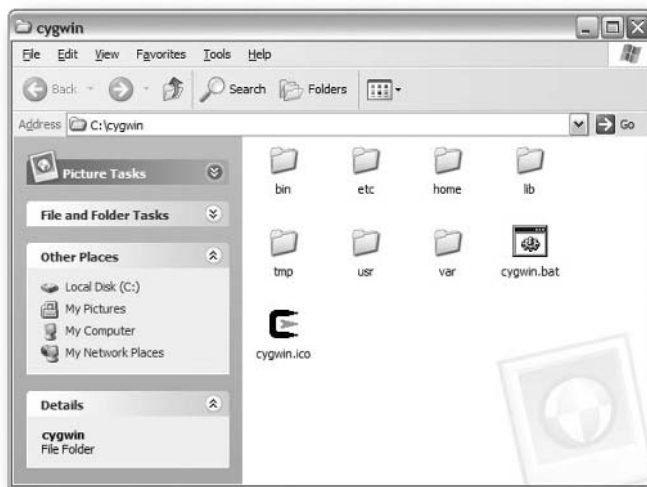 cygwin
File Edit View Favorites Tools Help
Back Search Folders
Address C:\cygwin Go
Picture Tasks
File and Folder Tasks
Other Places
Local Disk (C:)
My Pictures
My Computer
My Network Places
Details
cygwin
File Folder
bin etc home lib
tmp usr var cygwin.bat
cygwin.ico